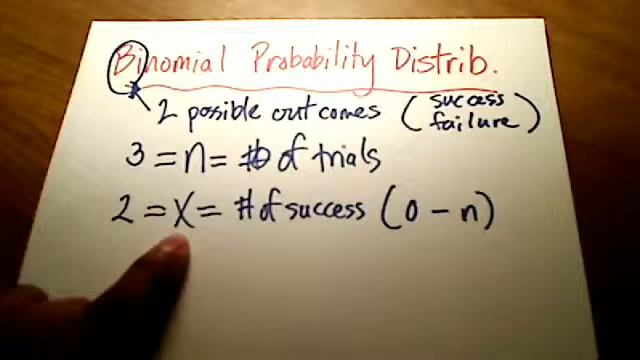 Binomial Probability Distrib.
2 possible outcomes (success failure)
3 = n = # of trials
2 = X = # of success (0 - n)